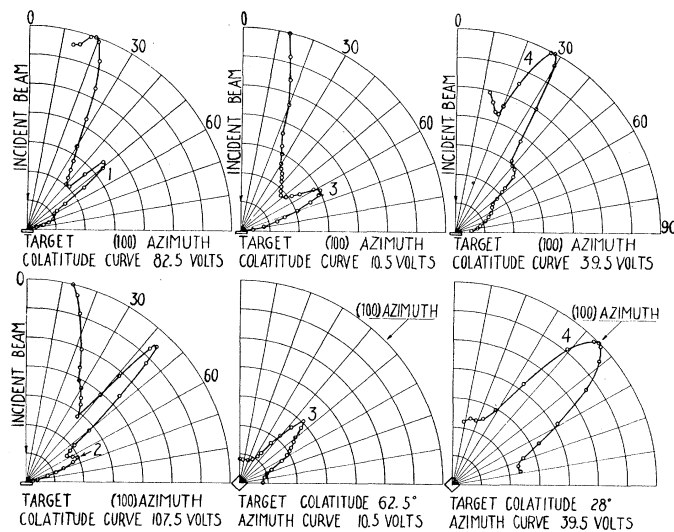 0
30
60
INCIDENT BEAM
1
TARGET (100) AZIMUTH
COLATITUDE CURVE 82.5 VOLTS
0
30
60
INCIDENT BEAM
3
TARGET (100) AZIMUTH
COLATITUDE CURVE 10.5 VOLTS
0
30
60
90
INCIDENT BEAM
4
TARGET (100) AZIMUTH
COLATITUDE CURVE 39.5 VOLTS
0
30
60
INCIDENT BEAM
2
TARGET (100) AZIMUTH
COLATITUDE CURVE 107.5 VOLTS
(100) AZIMUTH
3
TARGET COLATITUDE 62.5°
AZIMUTH CURVE 10.5 VOLTS
(100) AZIMUTH
4
TARGET COLATITUDE 28°
AZIMUTH CURVE 39.5 VOLTS